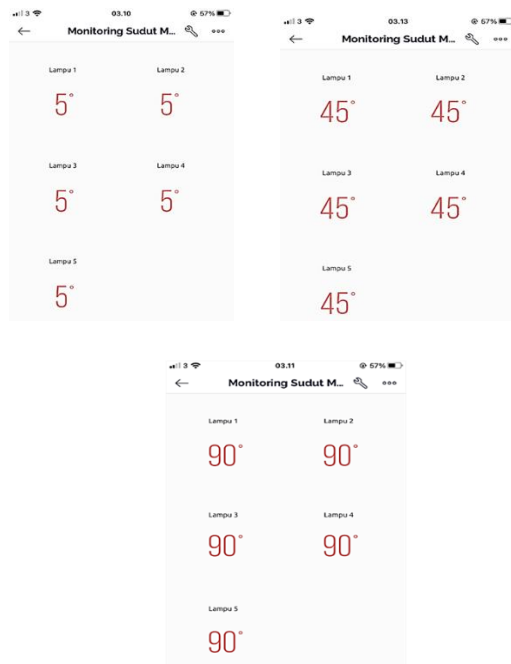 3 03.10 57%
Monitoring Sudut M...
Lampu 1 Lampu 2
5° 5°
Lampu 3 Lampu 4
5° 5°
Lampu 5
5°
3 03.13 57%
Monitoring Sudut M...
Lampu 1 Lampu 2
45° 45°
Lampu 3 Lampu 4
45° 45°
Lampu 5
45°
3 03.11 57%
Monitoring Sudut M...
Lampu 1 Lampu 2
90° 90°
Lampu 3 Lampu 4
90° 90°
Lampu 5
90°